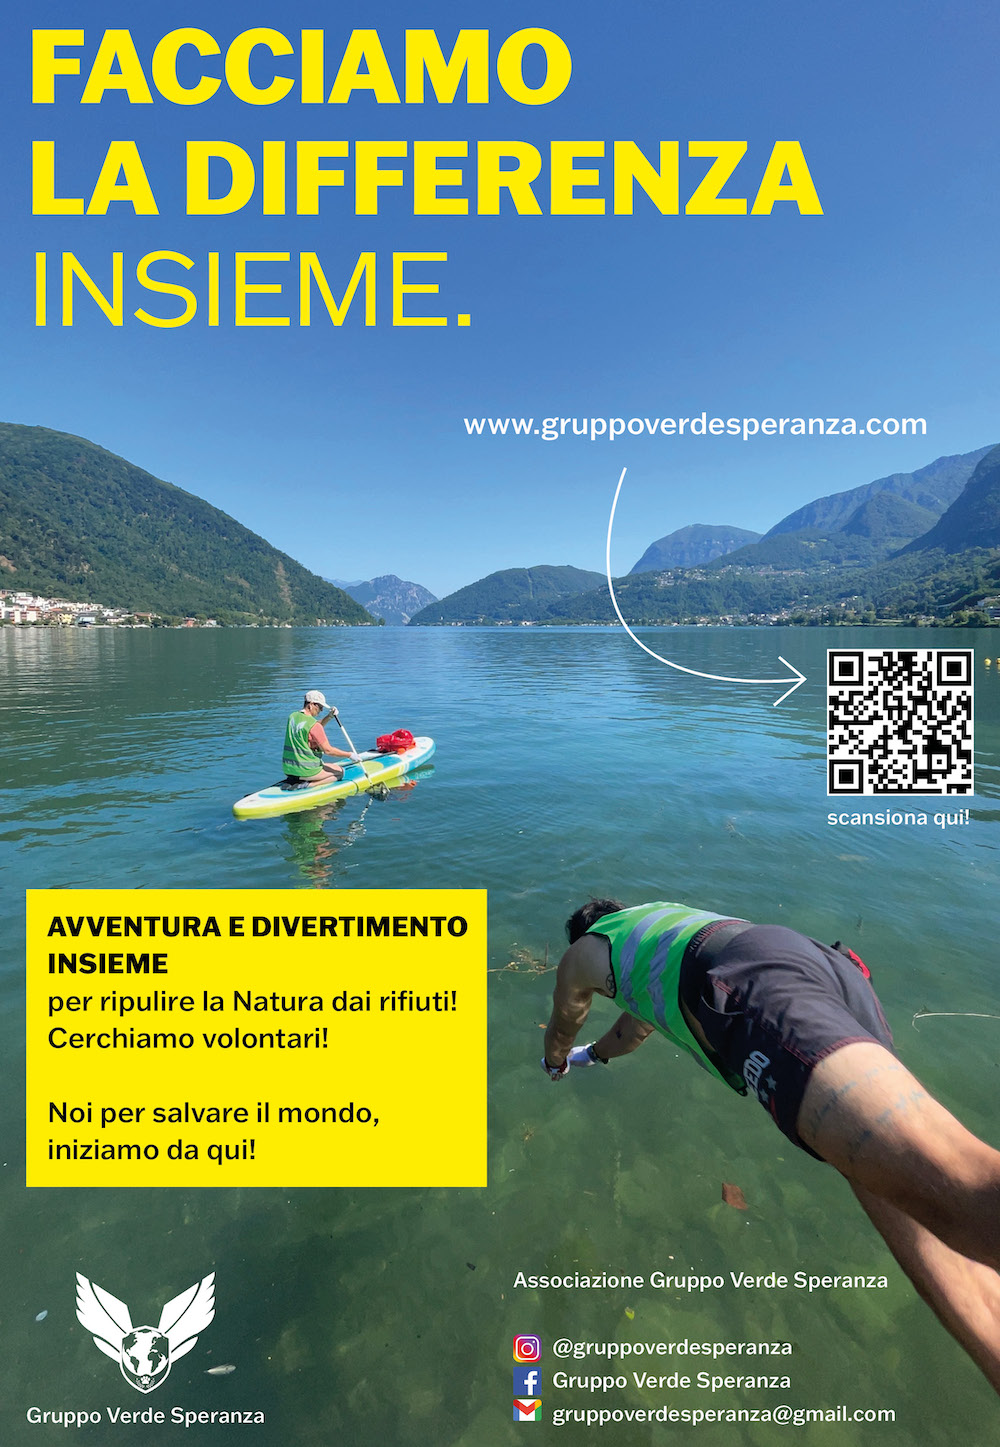 FACCIAMO
LA DIFFERENZA
INSIEME.
www.gruppoverdesperanza.com
scansiona qui!
AVVENTURA E DIVERTIMENTO
INSIEME
per ripulire la Natura dai rifiuti!
Cerchiamo volontari!
Noi per salvare il mondo,
iniziamo da qui!
Associazione Gruppo Verde Speranza
@gruppoverdesperanza
Gruppo Verde Speranza
gruppoverdesperanza@gmail.com
Gruppo Verde Speranza